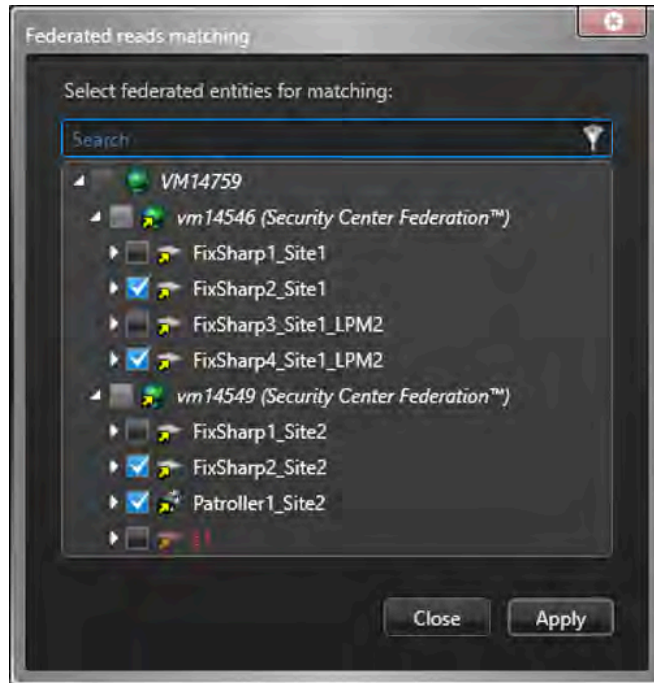 Federated reads matching
Select federated entities for matching:
Search
VM14759
vm14546 (Security Center Federation™)
FixSharp1_Site1
FixSharp2_Site1
FixSharp3_Site1_LPM2
FixSharp4_Site1_LPM2
vm14549 (Security Center Federation™)
FixSharp1_Site2
FixSharp2_Site2
Patroller1_Site2
Close Apply